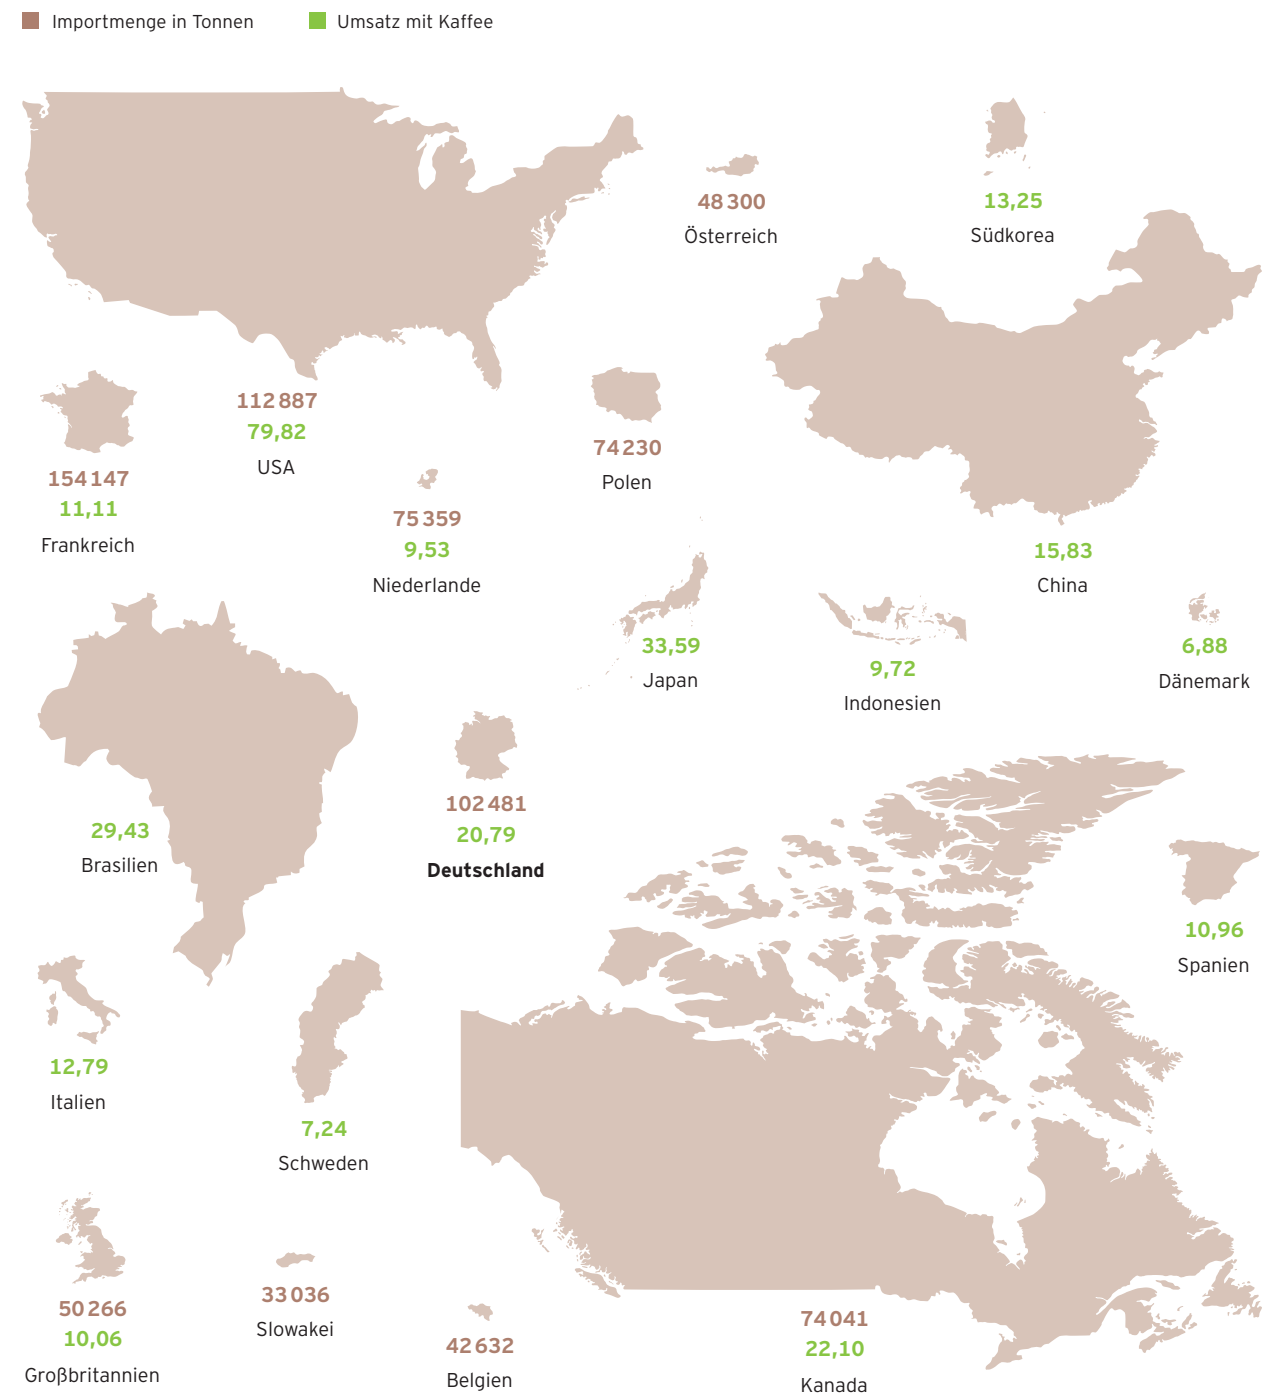 Importmenge in Tonnen
Umsatz mit Kaffee
48 300
Österreich
13,25
Südkorea
112 887
79,82
USA
154 147
11,11
Frankreich
74 230
Polen
75 359
9,53
Niederlande
15,83
China
33,59
Japan
9,72
Indonesien
6,88
Dänemark
102 481
20,79
Deutschland
29,43
Brasilien
10,96
Spanien
12,79
Italien
7,24
Schweden
50 266
10,06
Großbritannien
33 036
Slowakei
42 632
Belgien
74 041
22,10
Kanada